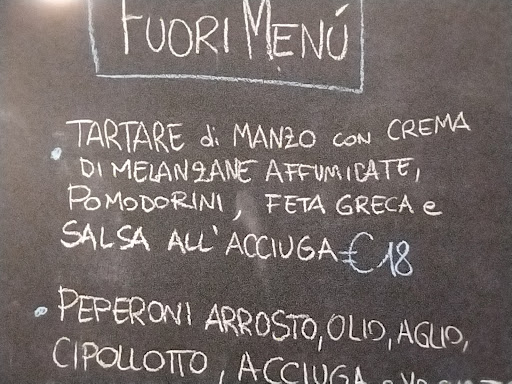 FUORI MENÚ
• TARTARE di MANZO con CREMA
DI MELANZANE AFFUMICATE,
POMODORINI, FETA GRECA e
SALSA ALL'ACCIUGA €18
• PEPERONI ARROSTO, OLIO, AGLIO,
CIPOLLOTTO, ACCIUGA e